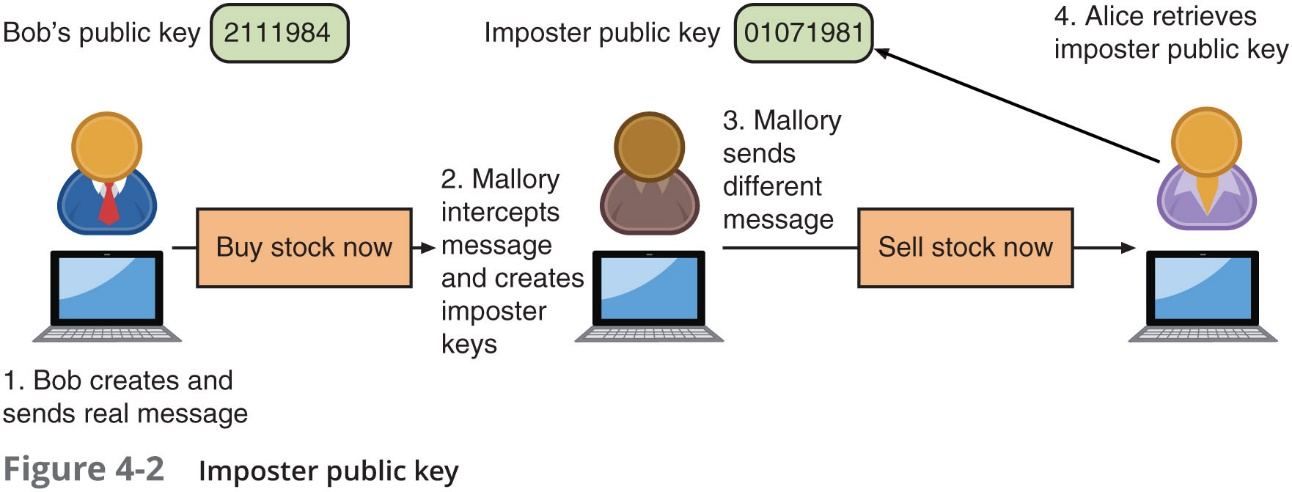 Bob's public key 2111984
Imposter public key 01071981
4. Alice retrieves
imposter public key
3. Mallory
sends
different
message
2. Mallory
intercepts
message
and creates
imposter
keys
Buy stock now
Sell stock now
1. Bob creates and
sends real message
Figure 4-2 Imposter public key